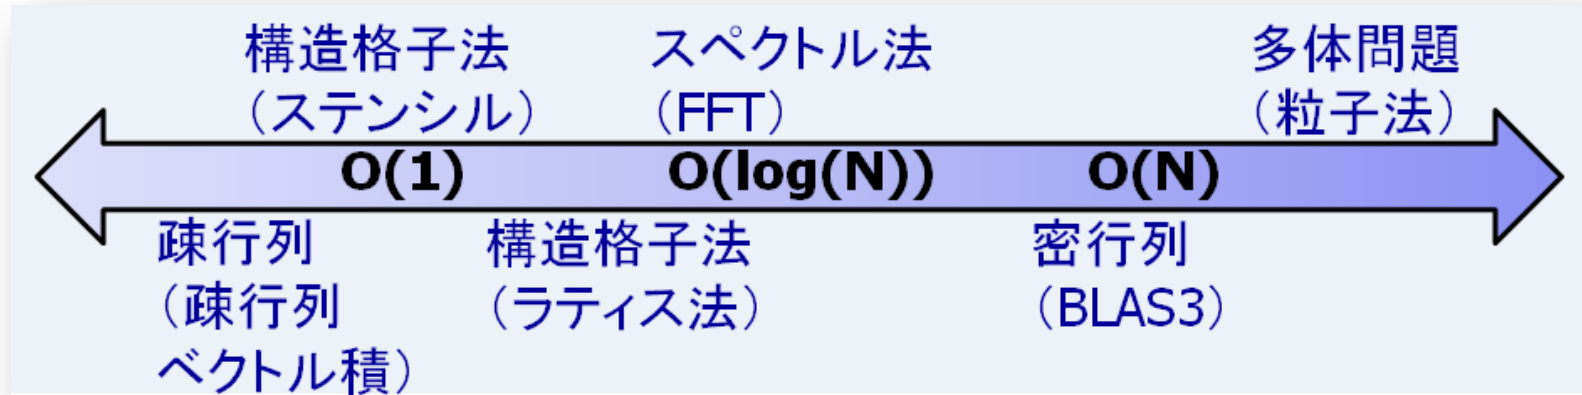 構造格子法
（ステンシル）
スペクトル法
（FFT）
多体問題
（粒子法）
O(1)
O(log(N))
O(N)
疎行列
（疎行列
ベクトル積）
構造格子法
（ラティス法）
密行列
（BLAS3）